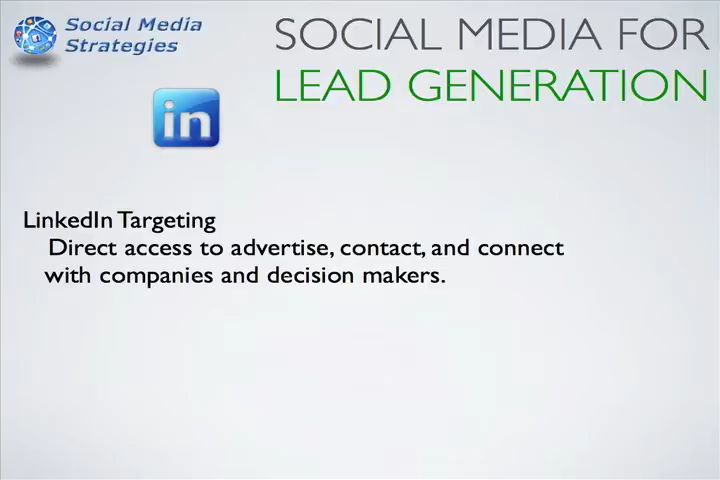 Social Media
Strategies
SOCIAL MEDIA FOR
LEAD GENERATION
in
LinkedIn Targeting
Direct access to advertise, contact, and connect
with companies and decision makers.